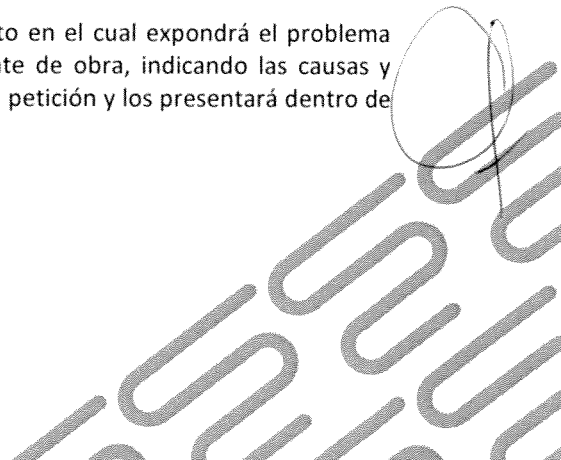 to en el cual expondrá el problema
te de obra, indicando las causas y
petición y los presentará dentro de